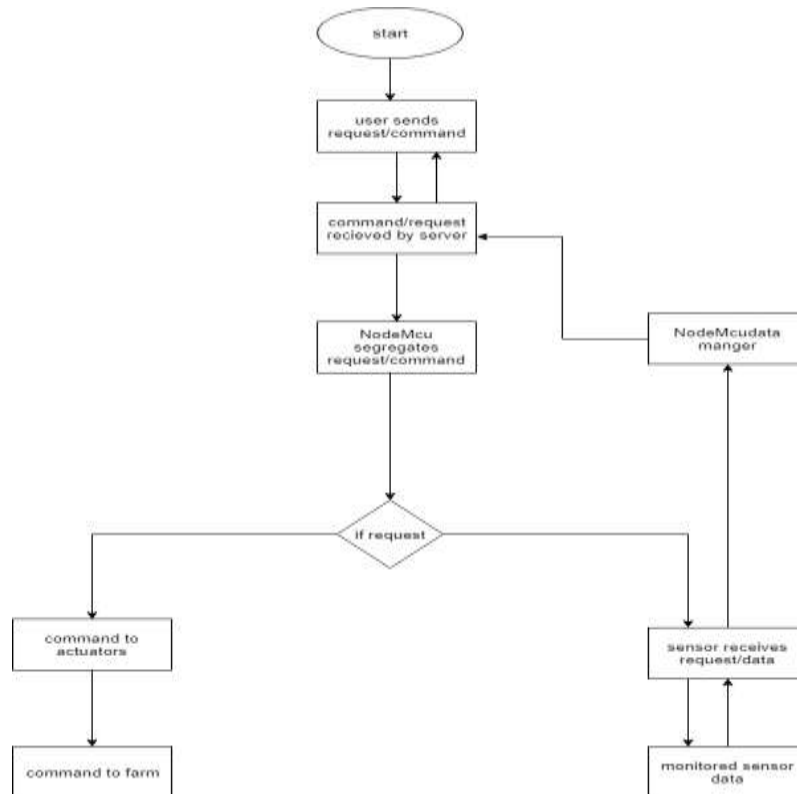 start
user sends
request/command
command/request
recieved by server
NodeMcu
segregates
request/command
NodeMcudata
manger
if request
command to
actuators
sensor receives
request/data
command to farm
monitored sensor
data